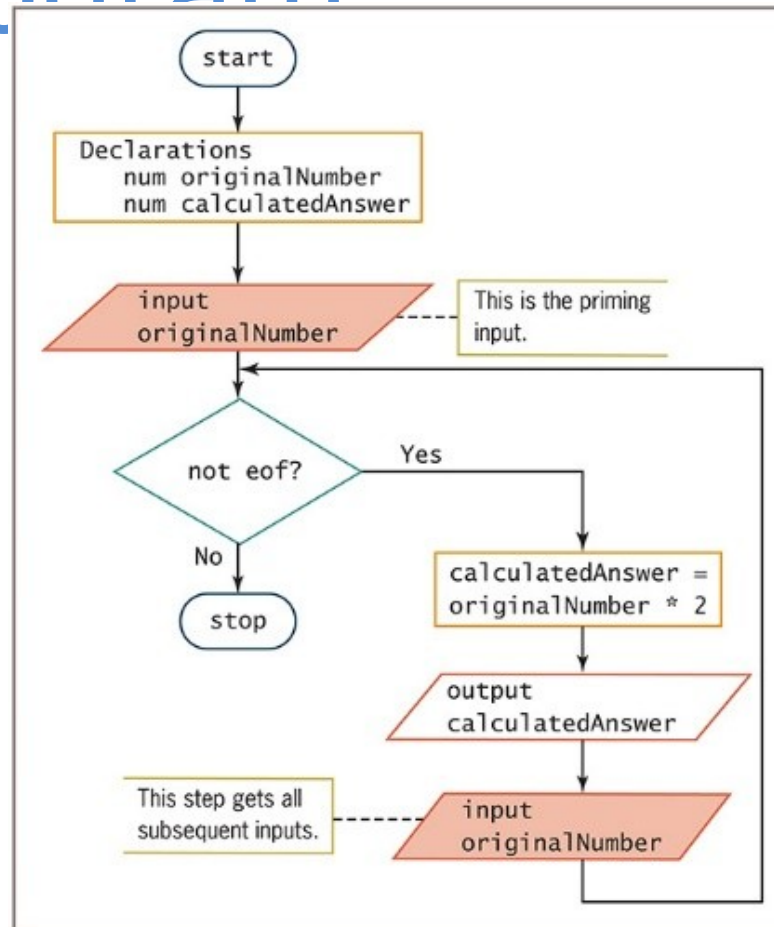 start
Declarations
num originalNumber
num calculatedAnswer
input
originalNumber
This is the priming
input.
not eof?
Yes
No
stop
calculatedAnswer =
originalNumber * 2
output
calculatedAnswer
This step gets all
subsequent inputs.
input
originalNumber